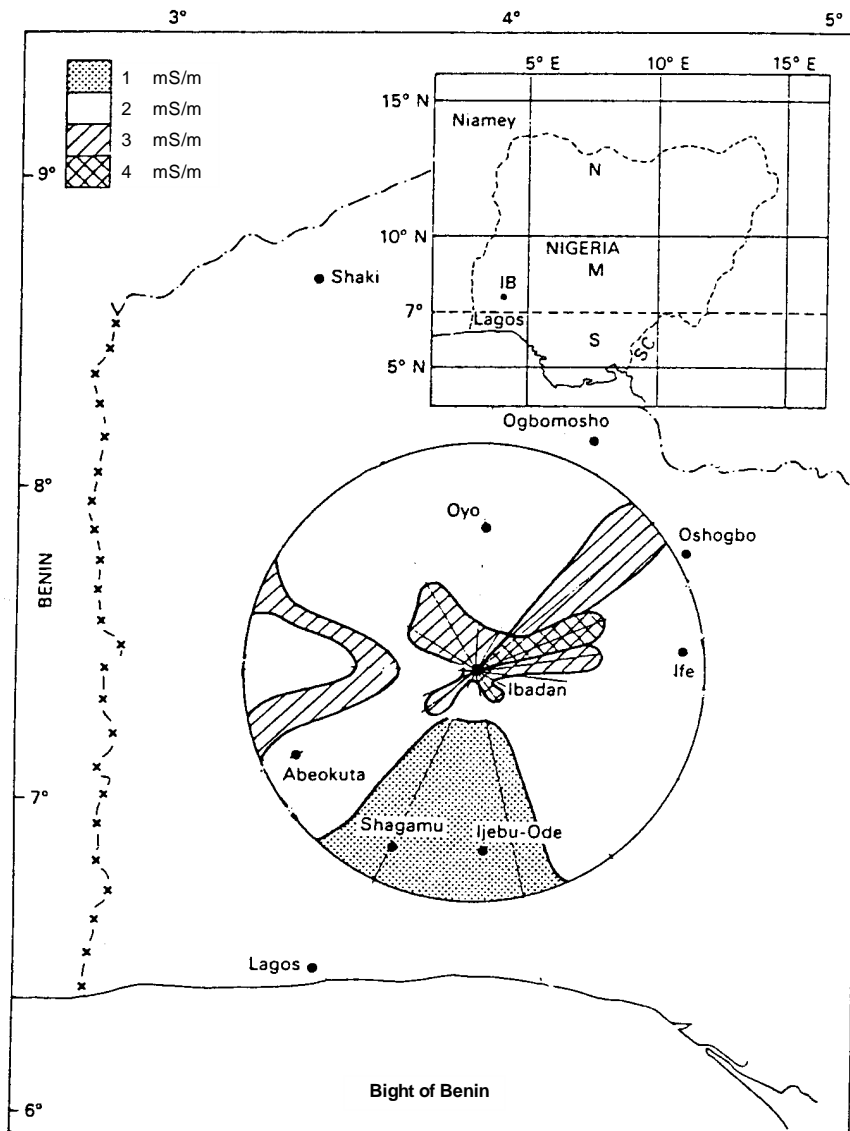 3°
4°
5°
1 mS/m
2 mS/m
3 mS/m
4 mS/m
5° E
10° E
15° E
15° N
Niamey
N
9°
10° N
NIGERIA
M
Shaki
IB
7°
Lagos
S
SC
5° N
Ogbomosho
8°
Oyo
Oshogbo
BENIN
Ife
Ibadan
Abeokuta
7°
Shagamu
Ijebu-Ode
Lagos
Bight of Benin
6°